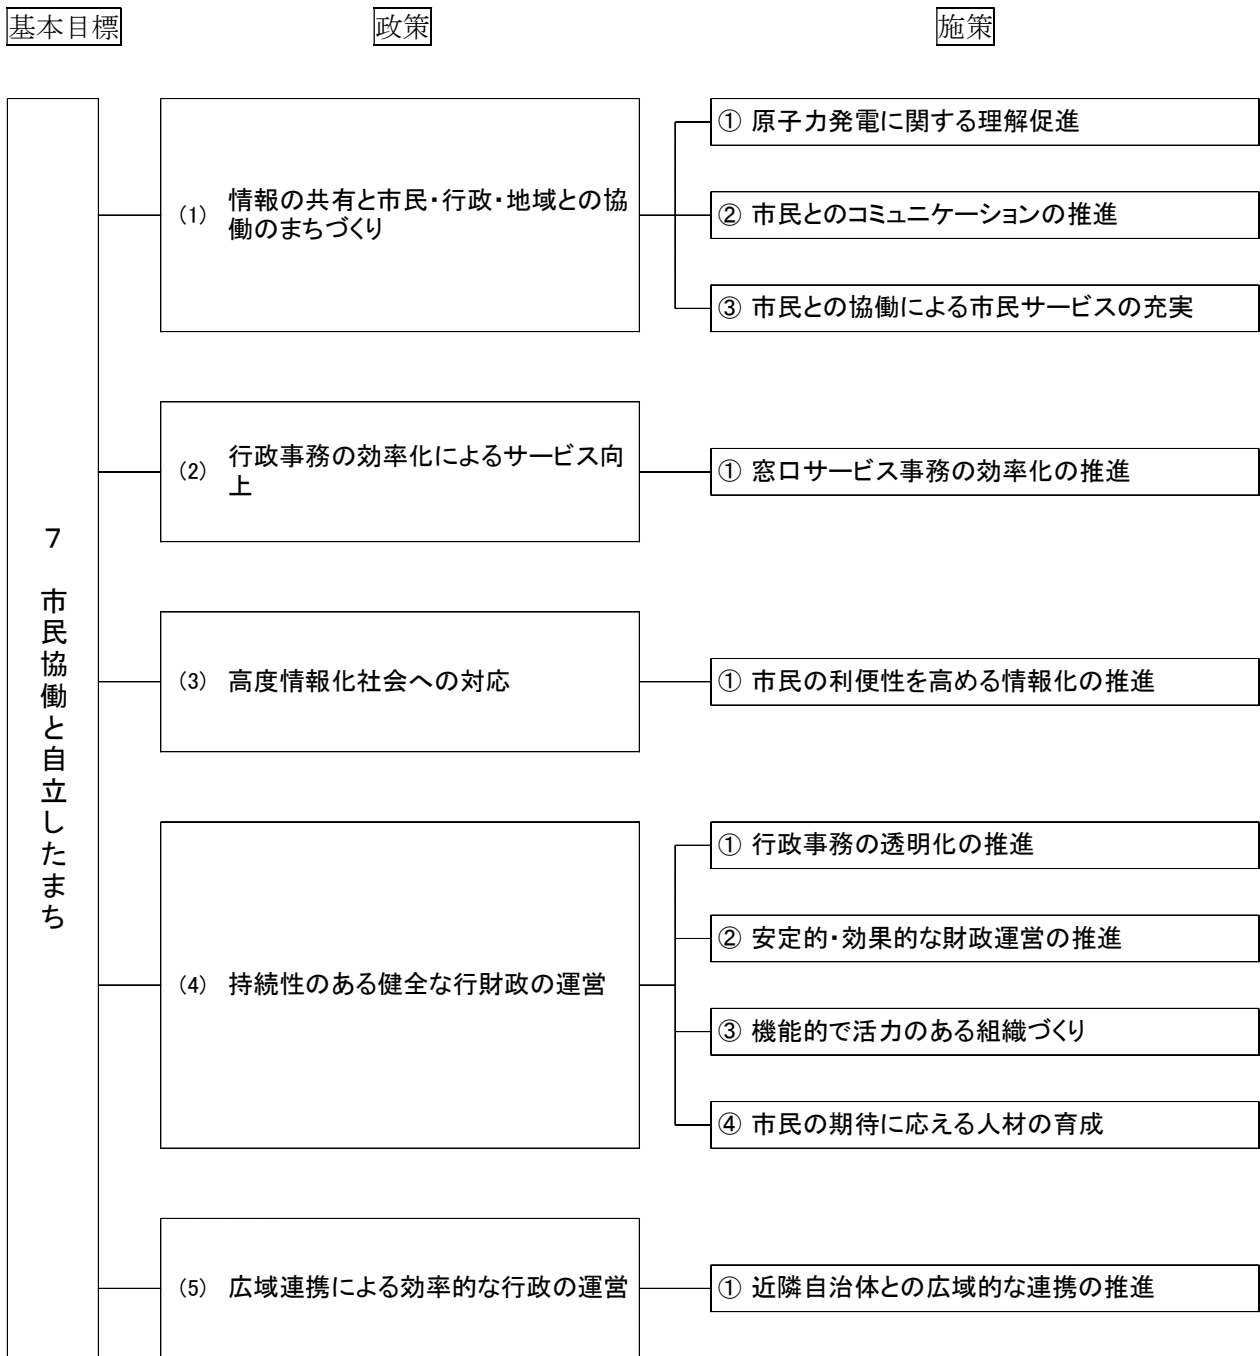 基本目標
政策
施策
7 市民協働と自立したまち
(1) 情報の共有と市民・行政・地域との協
働のまちづくり
① 原子力発電に関する理解促進
② 市民とのコミュニケーションの推進
③ 市民との協働による市民サービスの充実
(2) 行政事務の効率化によるサービス向
上
① 窓口サービス事務の効率化の推進
(3) 高度情報化社会への対応
① 市民の利便性を高める情報化の推進
(4) 持続性のある健全な行財政の運営
① 行政事務の透明化の推進
② 安定的・効果的な財政運営の推進
③ 機能的で活力のある組織づくり
④ 市民の期待に応える人材の育成
(5) 広域連携による効率的な行政の運営
① 近隣自治体との広域的な連携の推進